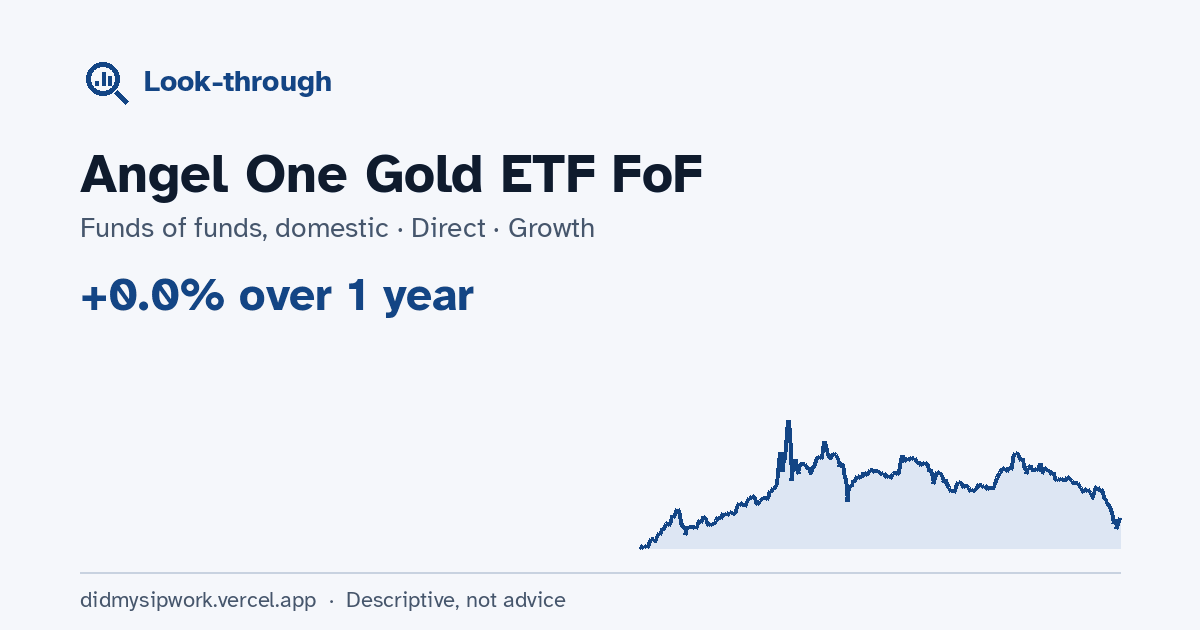 Look-through
Angel One Gold ETF FoF
Funds of funds, domestic · Direct · Growth
+0.0% over 1 year
didmysipwork.vercel.app · Descriptive, not advice